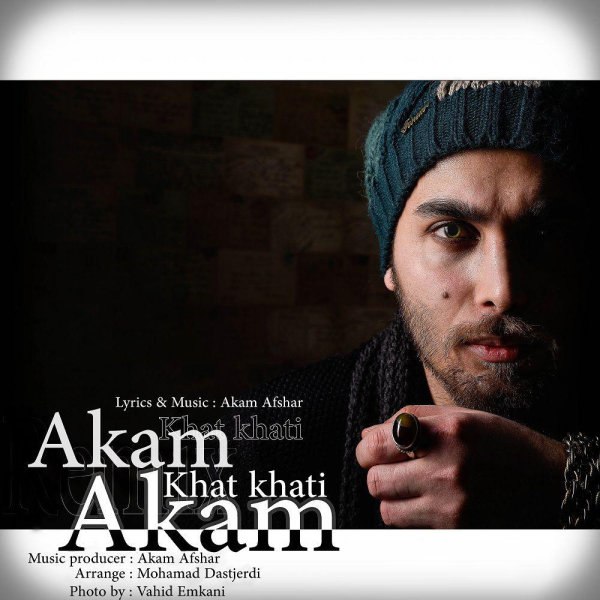 Lyrics & Music : Akam Afshar
Khat khati
Akam
Khat khati
Akam
Music producer : Akam Afshar
Arrange : Mohamad Dastjerdi
Photo by : Vahid Emkani